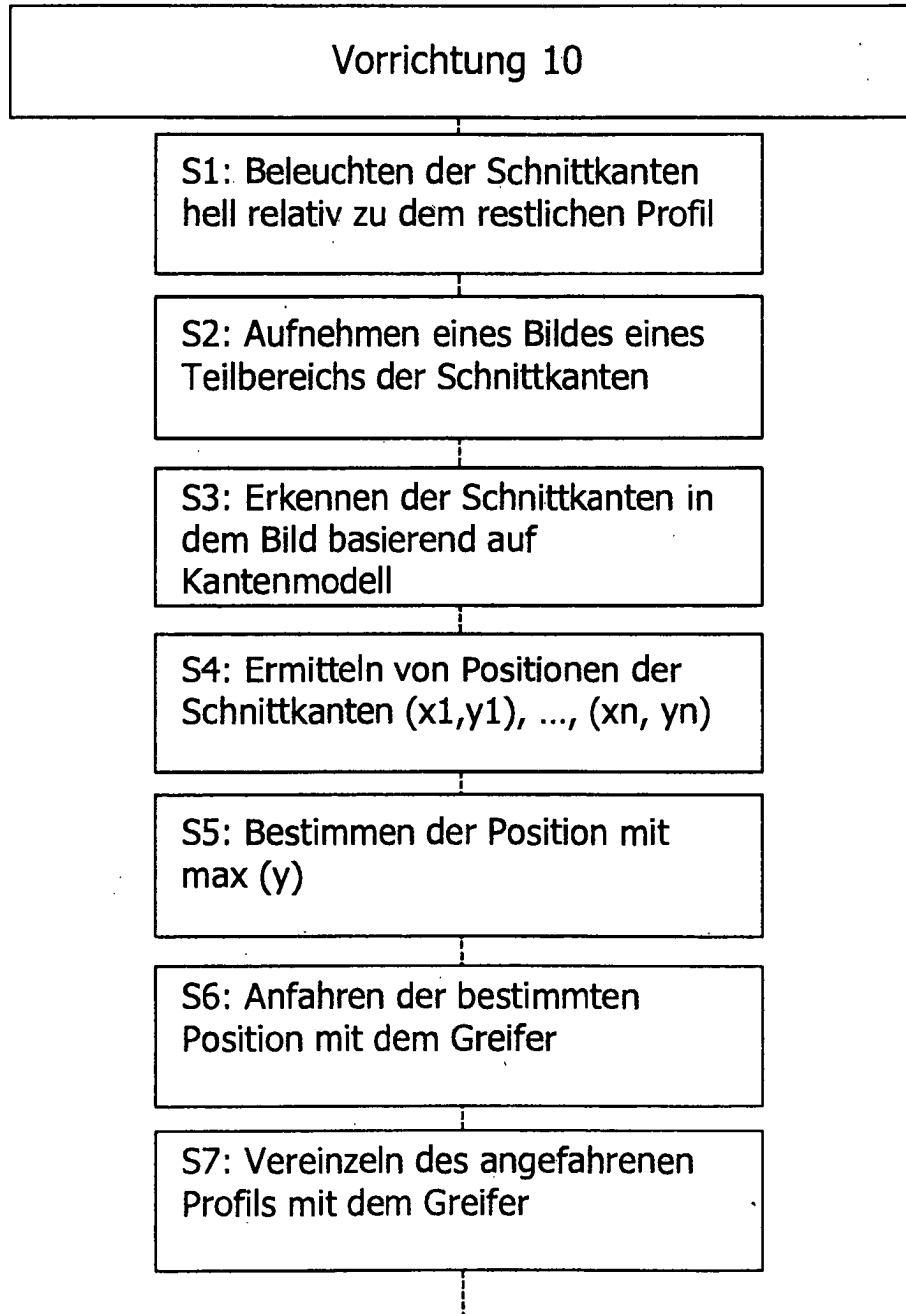 Vorrichtung 10
S1: Beleuchten der Schnittkanten
hell relativ zu dem restlichen Profil
S2: Aufnehmen eines Bildes eines
Teilbereichs der Schnittkanten
S3: Erkennen der Schnittkanten in
dem Bild basierend auf
Kantenmodell
S4: Ermitteln von Positionen der
Schnittkanten (x1,y1), ..., (xn, yn)
S5: Bestimmen der Position mit
max (y)
S6: Anfahren der bestimmten
Position mit dem Greifer
S7: Vereinzeln des angefahrenen
Profils mit dem Greifer